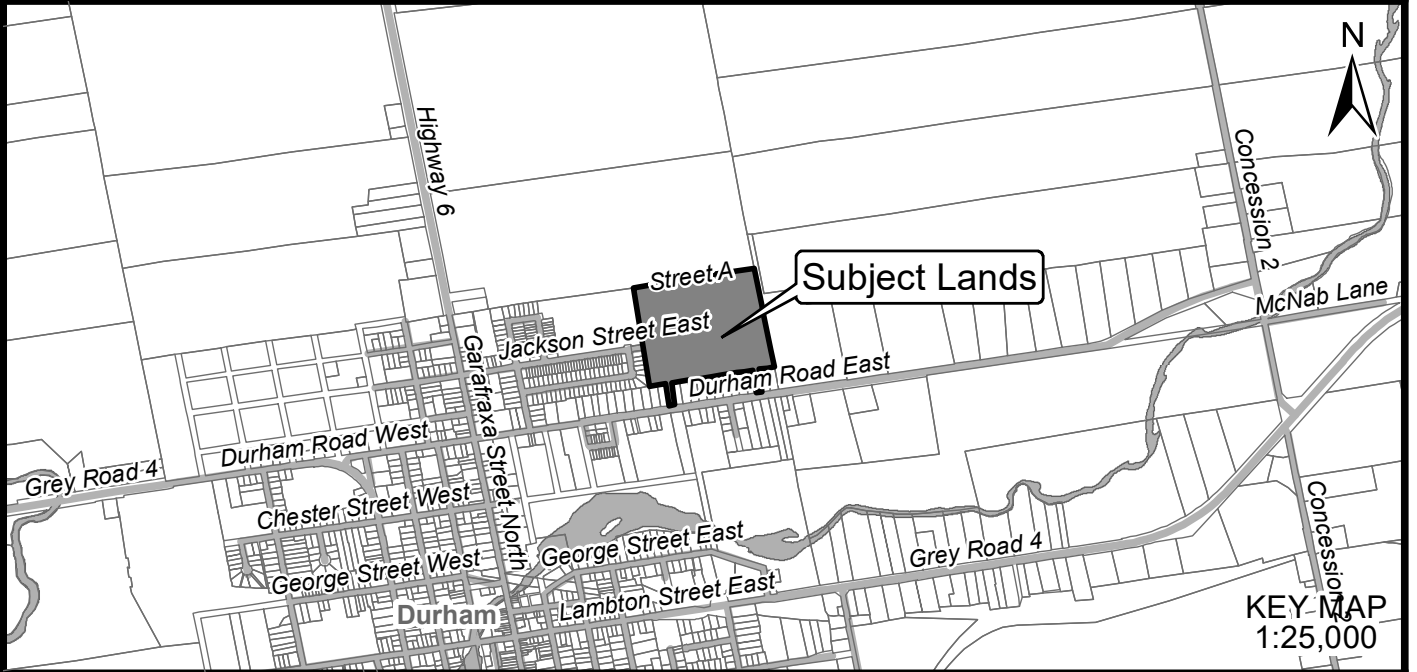 N
Highway 6
Concession 2
Street A
Subject Lands
McNab Lane
Jackson Street East
Garafraxa Street North
Durham Road East
Durham Road West
Grey Road 4
Chester Street West
Concession 2
George Street East
Grey Road 4
George Street West
Lambton Street East
Durham
KEY MAP
1:25,000